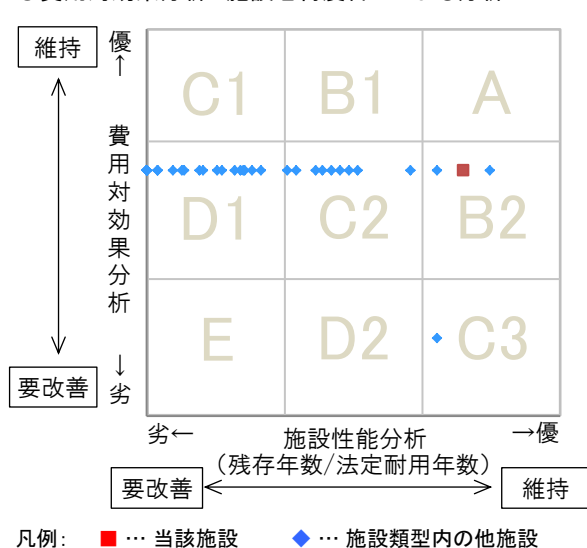 維持
優
↑
費用対効果分析
↓
劣
要改善
C1 B1 A
D1 C2 B2
E D2 C3
劣← 施設性能分析 →優
(残存年数/法定耐用年数)
要改善 維持
凡例: ■ … 当該施設 ◆ … 施設類型内の他施設